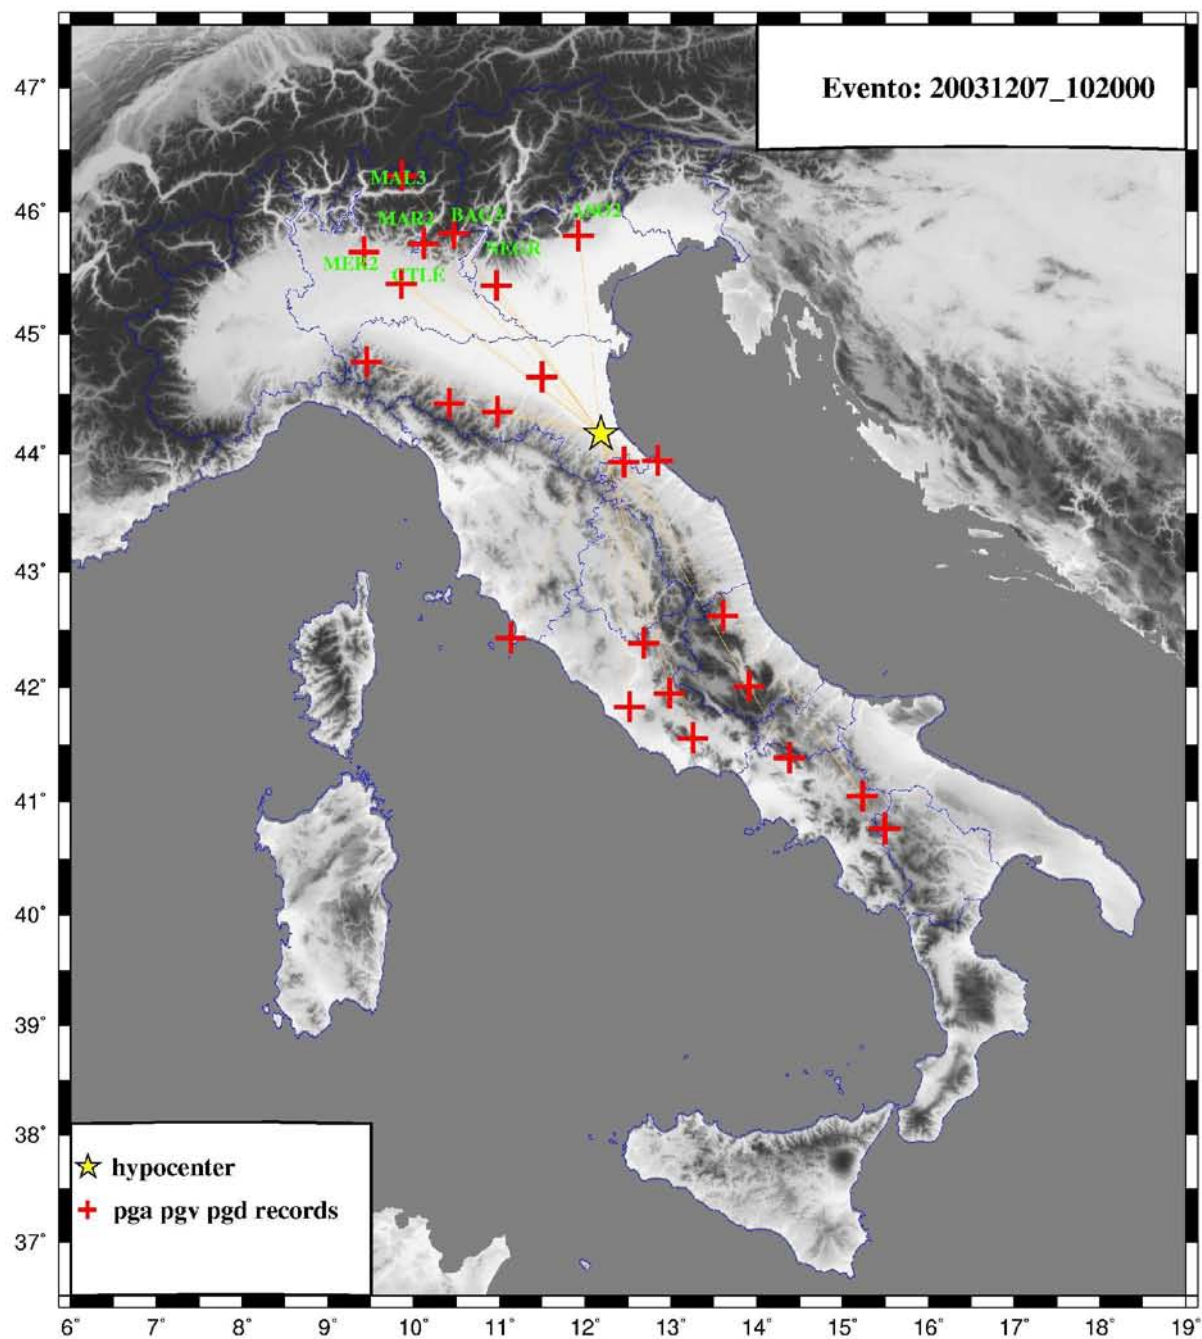 Evento: 20031207_102000
47°
46°
45°
44°
43°
42°
41°
40°
39°
38°
37°
MAL3
MAR2 BAG2 ASO2
NEGR
MER2
CTLE
hypocenter
pga pgv pgd records
6° 7° 8° 9° 10° 11° 12° 13° 14° 15° 16° 17° 18° 19